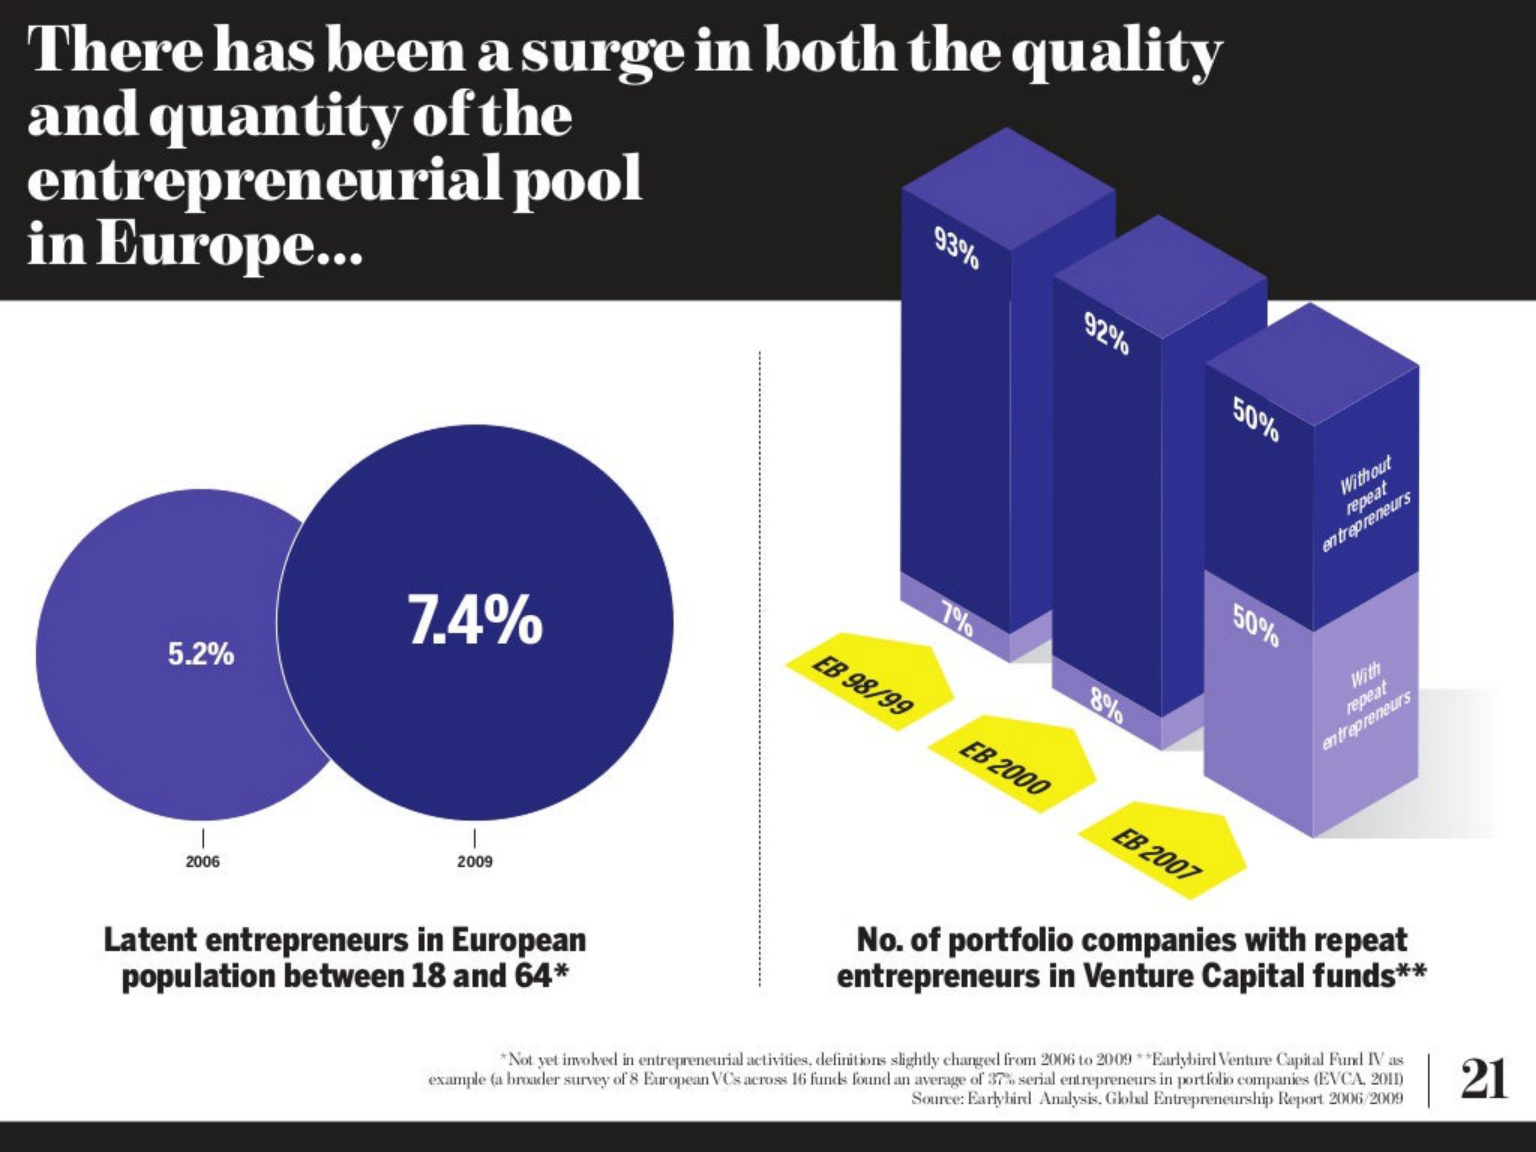 There has been a surge in both the quality
and quantity of the
entrepreneurial pool
in Europe...
5.2%
7.4%
2006
2009
Latent entrepreneurs in European
population between 18 and 64*
93%
7%
92%
8%
50%
Without
repeat
entrepreneurs
50%
With
repeat
entrepreneurs
EB 98/99
EB 2000
EB 2007
No. of portfolio companies with repeat
entrepreneurs in Venture Capital funds**
*Not yet involved in entrepreneurial activities, definitions slightly changed from 2006 to 2009 **Earlybird Venture Capital Fund IV as
example (a broader survey of 8 European VCs across 16 funds found an average of 37% serial entrepreneurs in portfolio companies (EVCA, 2011)
Source: Earlybird Analysis, Global Entrepreneurship Report 2006/2009
21